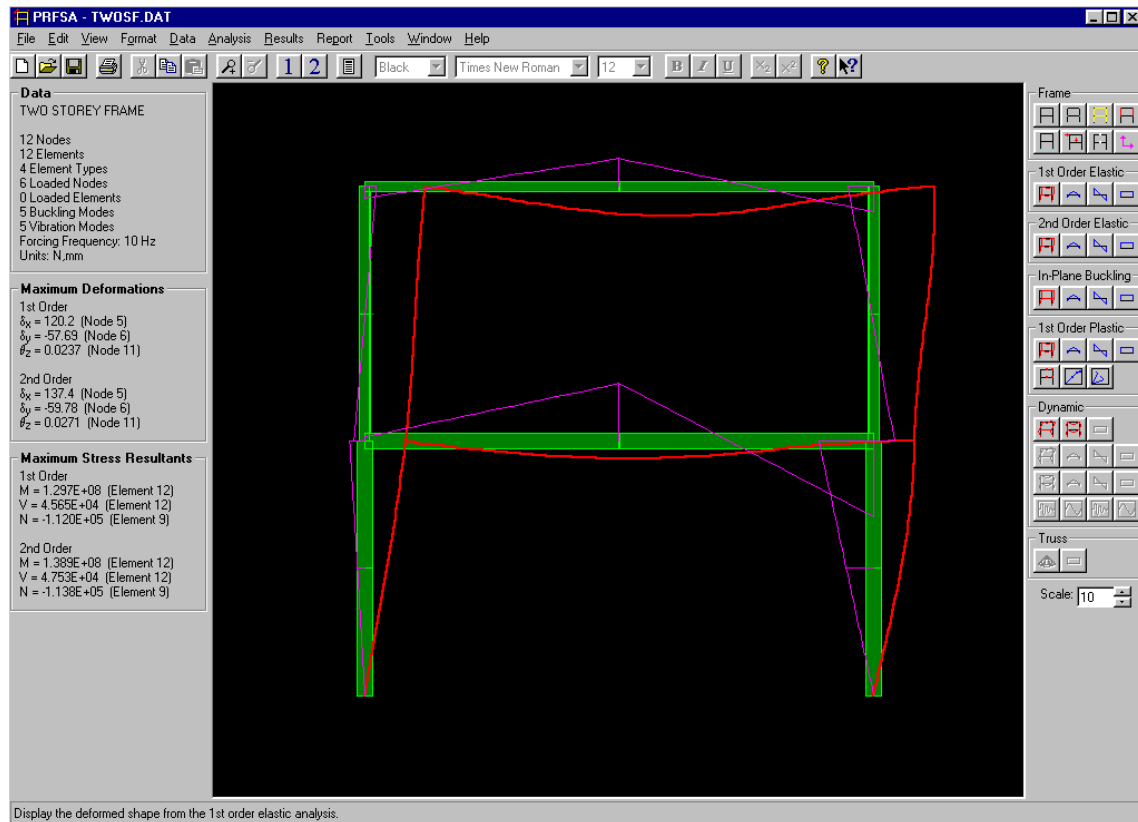 PRFSA - TWOSF.DAT
File Edit View Format Data Analysis Results Report Tools Window Help
1 2 Black Times New Roman 12 B I U X₂ X² ? ?
Data
TWO STOREY FRAME
12 Nodes
12 Elements
4 Element Types
6 Loaded Nodes
0 Loaded Elements
5 Buckling Modes
5 Vibration Modes
Forcing Frequency: 10 Hz
Units: N,mm
Maximum Deformations
1st Order
δx = 120.2 (Node 5)
δy = -57.69 (Node 6)
θz = 0.0237 (Node 11)
2nd Order
δx = 137.4 (Node 5)
δy = -59.78 (Node 6)
θz = 0.0271 (Node 11)
Maximum Stress Resultants
1st Order
M = 1.297E+08 (Element 12)
V = 4.565E+04 (Element 12)
N = -1.120E+05 (Element 9)
2nd Order
M = 1.389E+08 (Element 12)
V = 4.753E+04 (Element 12)
N = -1.138E+05 (Element 9)
Frame
1st Order Elastic
2nd Order Elastic
In-Plane Buckling
1st Order Plastic
Dynamic
Truss
Scale: 10
Display the deformed shape from the 1st order elastic analysis.